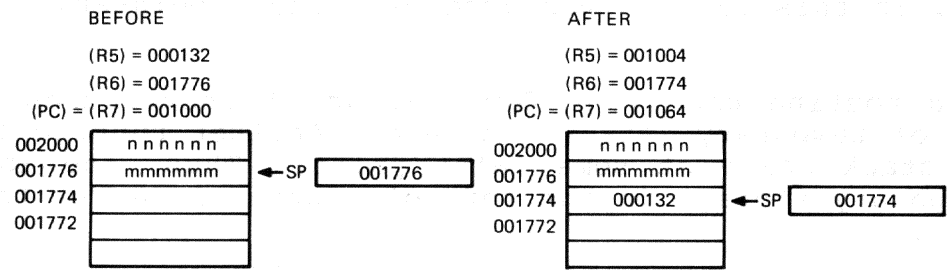 BEFORE
(R5) = 000132
(R6) = 001776
(PC) = (R7) = 001000
002000 nnnnnn
001776 mmmmmm SP 001776
001774
001772
AFTER
(R5) = 001004
(R6) = 001774
(PC) = (R7) = 001064
002000 nnnnnn
001776 mmmmmm
001774 000132 SP 001774
001772